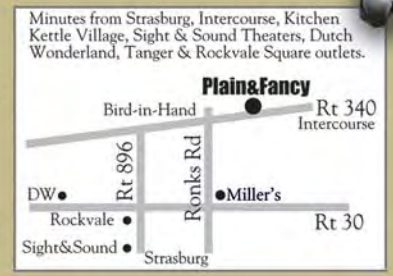 Minutes from Strasburg, Intercourse, Kitchen
Kettle Village, Sight & Sound Theaters, Dutch
Wonderland, Tanger & Rockvale Square outlets.
Plain&Fancy
Bird-in-Hand
Rt 340
Intercourse
Rt 896
Ronks Rd
DW
Miller's
Rockvale
Rt 30
Sight&Sound
Strasburg